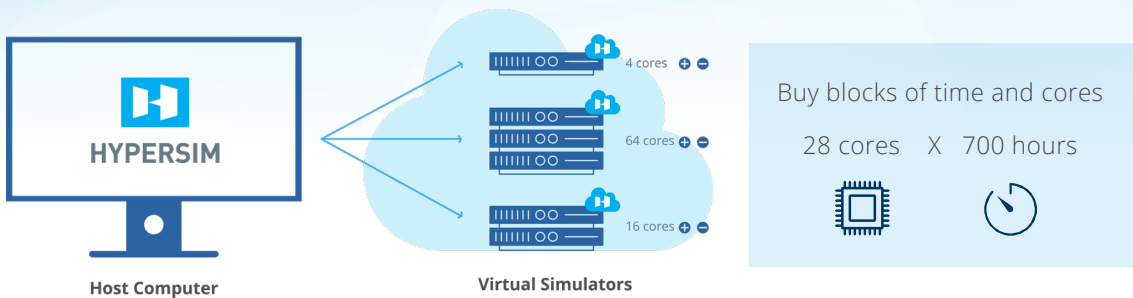 HYPERSIM
Host Computer
4 cores
64 cores
16 cores
Virtual Simulators
Buy blocks of time and cores
28 cores X 700 hours